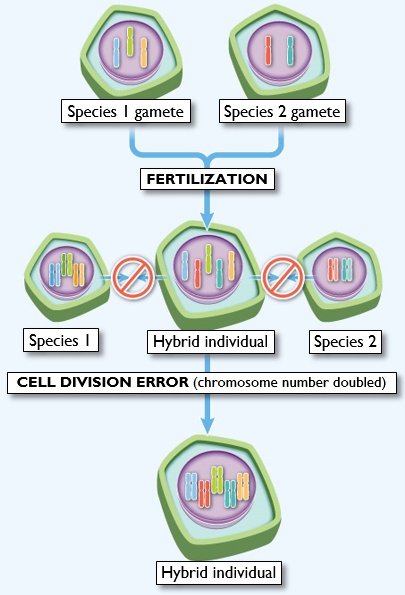 Species 1 gamete
Species 2 gamete
FERTILIZATION
Species 1
Hybrid individual
Species 2
CELL DIVISION ERROR (chromosome number doubled)
Hybrid individual